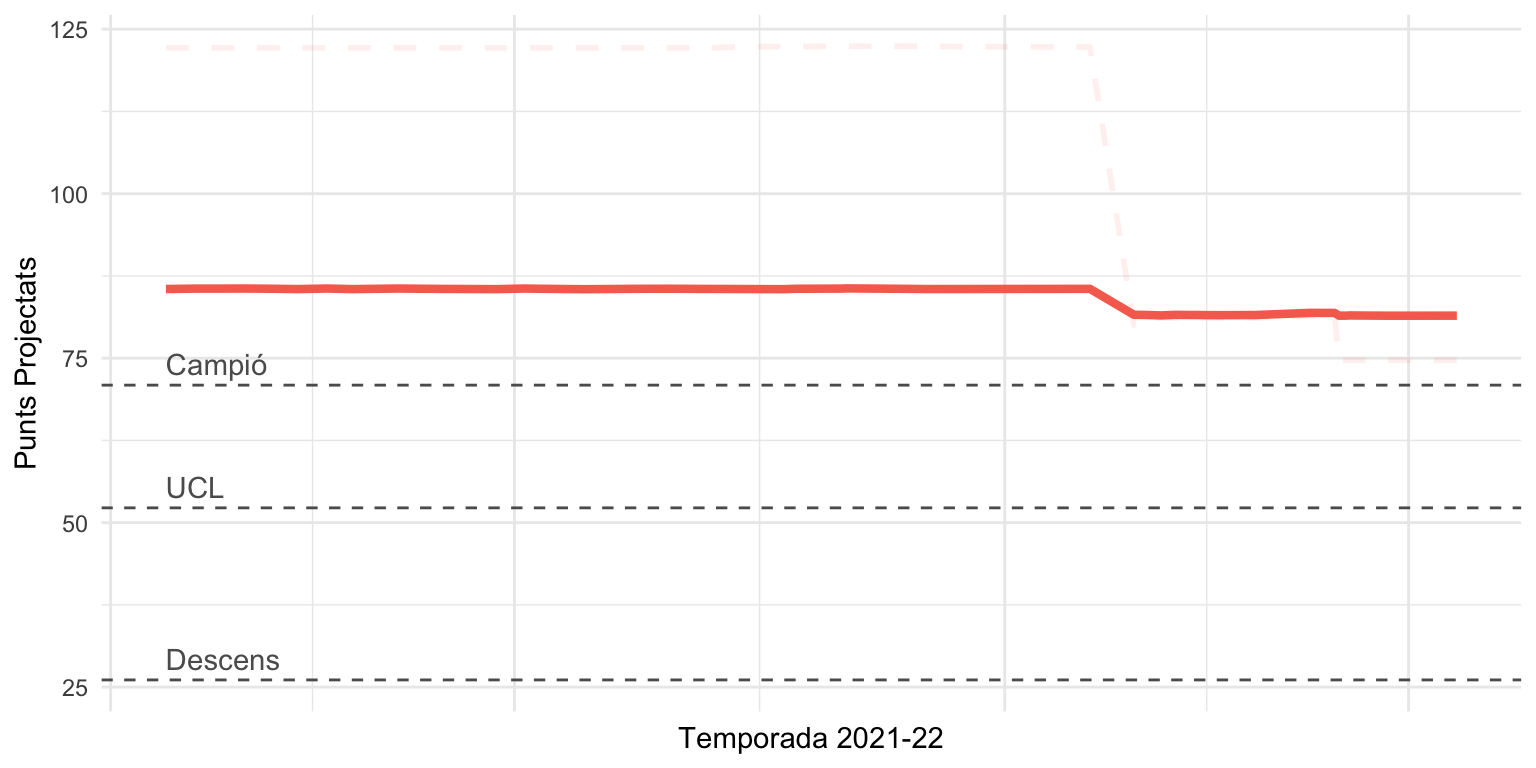 125
100
75
50
25
Punts Projectats
Campió
UCL
Descens
Temporada 2021-22